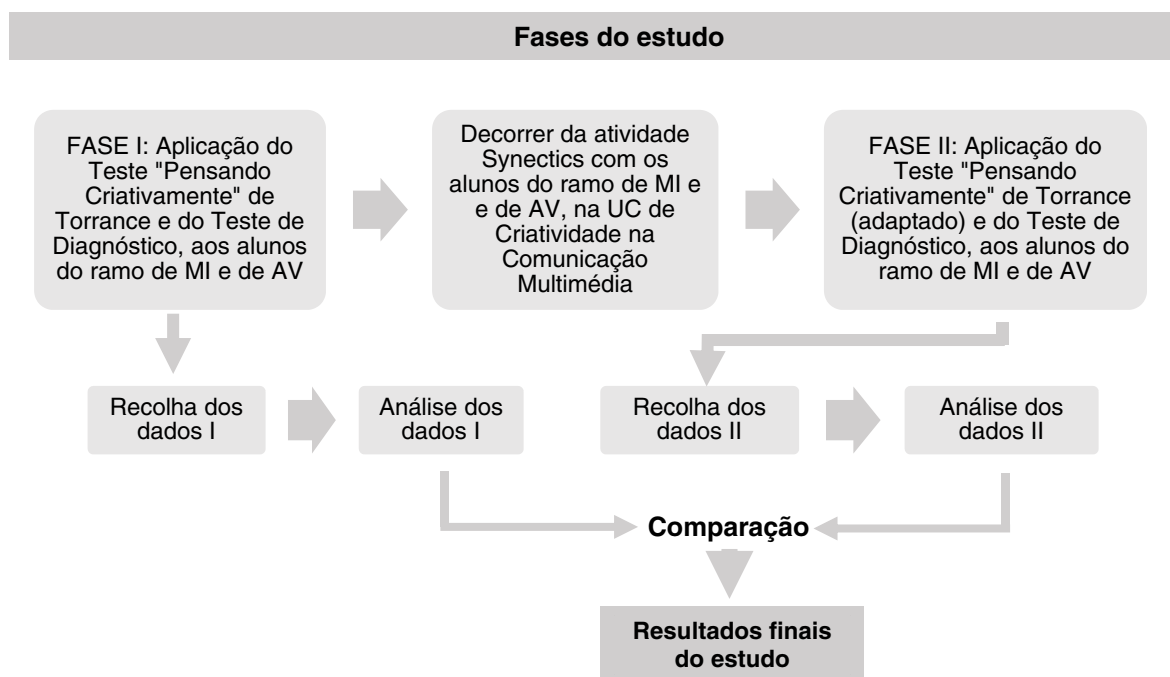 Fases do estudo
FASE I: Aplicação do
Teste "Pensando
Criativamente" de
Torrance e do Teste de
Diagnóstico, aos alunos
do ramo de MI e de AV
Decorrer da atividade
Synectics com os
alunos do ramo de MI e
e de AV, na UC de
Criatividade na
Comunicação
Multimédia
FASE II: Aplicação do
Teste "Pensando
Criativamente" de Torrance
(adaptado) e do Teste de
Diagnóstico, aos alunos do
ramo de MI e de AV
Recolha dos
dados I
Análise dos
dados I
Recolha dos
dados II
Análise dos
dados II
Comparação
Resultados finais
do estudo